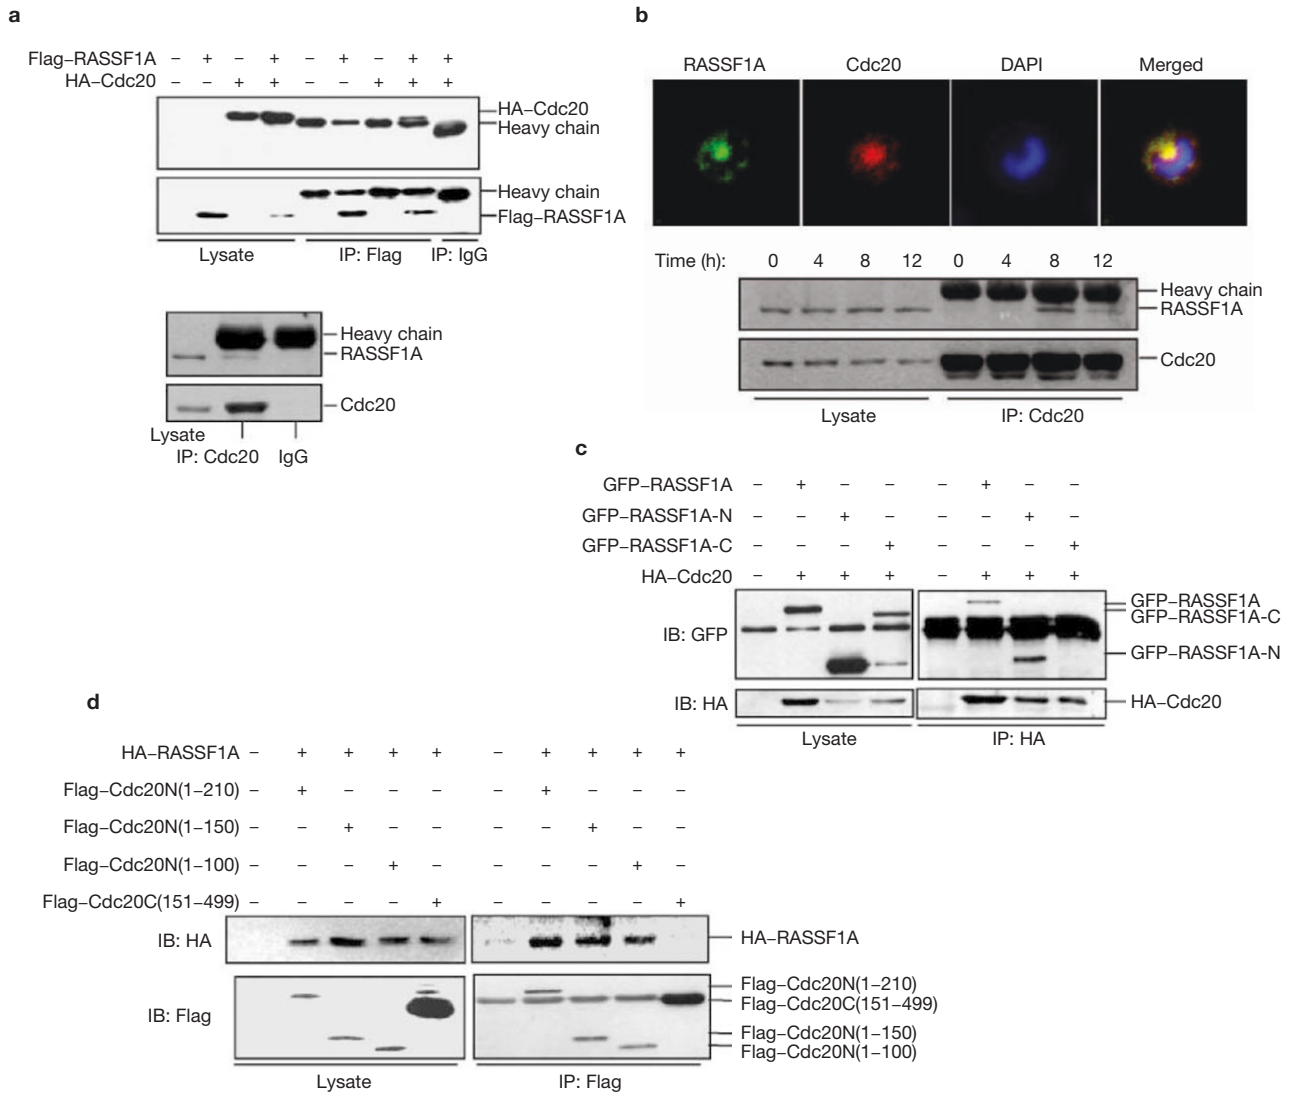 a
Flag–RASSF1A – + – + – + – + +
HA–Cdc20 – – + + – – + + +
HA–Cdc20
Heavy chain
Heavy chain
Flag–RASSF1A
Lysate IP: Flag IP: IgG
Heavy chain
RASSF1A
Cdc20
Lysate
IP: Cdc20 IgG
b
RASSF1A Cdc20 DAPI Merged
Time (h): 0 4 8 12 0 4 8 12
Heavy chain
RASSF1A
Cdc20
Lysate IP: Cdc20
c
GFP–RASSF1A – + – – – + – –
GFP–RASSF1A-N – – + – – – + –
GFP–RASSF1A-C – – – + – – – +
HA–Cdc20 – + + + – + + +
IB: GFP
GFP–RASSF1A
GFP–RASSF1A-C
GFP–RASSF1A-N
IB: HA
HA–Cdc20
Lysate IP: HA
d
HA–RASSF1A – + + + + – + + + +
Flag–Cdc20N(1–210) – + – – – – + – – –
Flag–Cdc20N(1–150) – – + – – – – + – –
Flag–Cdc20N(1–100) – – – + – – – – + –
Flag–Cdc20C(151–499) – – – – + – – – – +
IB: HA
HA–RASSF1A
IB: Flag
Flag–Cdc20N(1–210)
Flag–Cdc20C(151–499)
Flag–Cdc20N(1–150)
Flag–Cdc20N(1–100)
Lysate IP: Flag